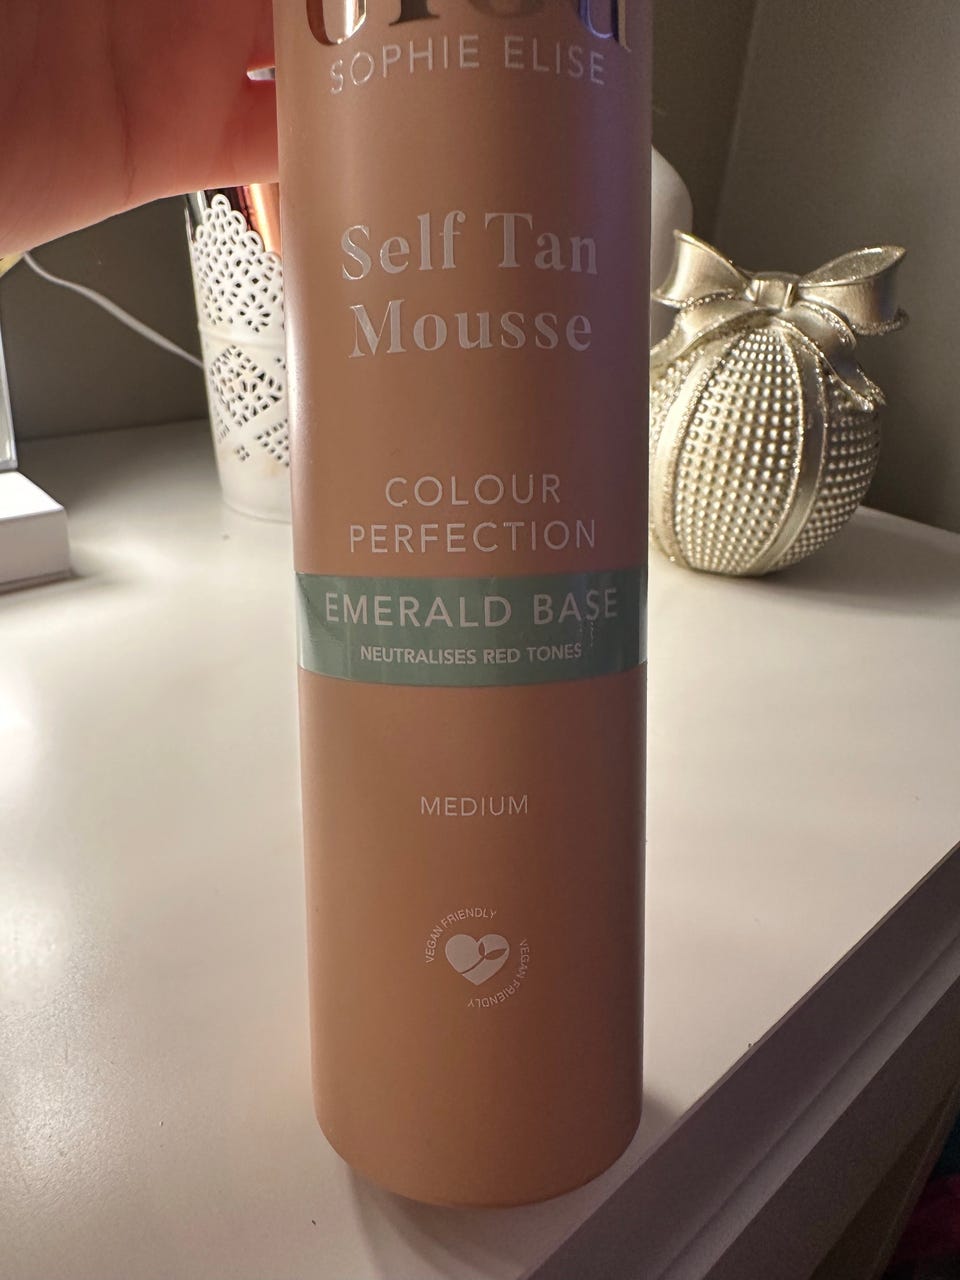 SOPHIE ELISE
Self Tan
Mousse
COLOUR
PERFECTION
EMERALD BASE
NEUTRALISES RED TONES
MEDIUM
VEGAN FRIENDLY
VEGAN FRIENDLY